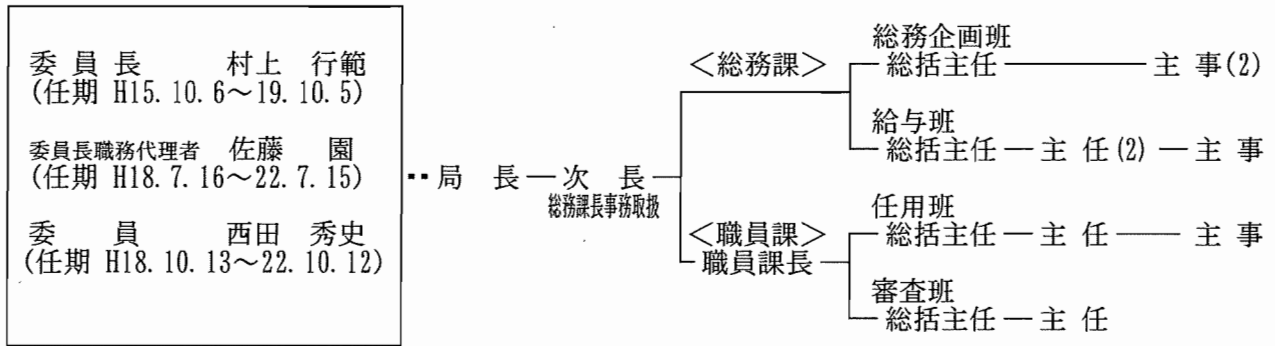 委員長 村上 行範
(任期 H15.10.6～19.10.5)
委員長職務代理者 佐藤 園
(任期 H18.7.16～22.7.15)
委員 西田 秀史
(任期 H18.10.13～22.10.12)
局長 次長
総務課長事務取扱
＜総務課＞
総務企画班
総括主任 主事(2)
給与班
総括主任 主任(2) 主事
＜職員課＞
職員課長
任用班
総括主任 主任 主事
審査班
総括主任 主任